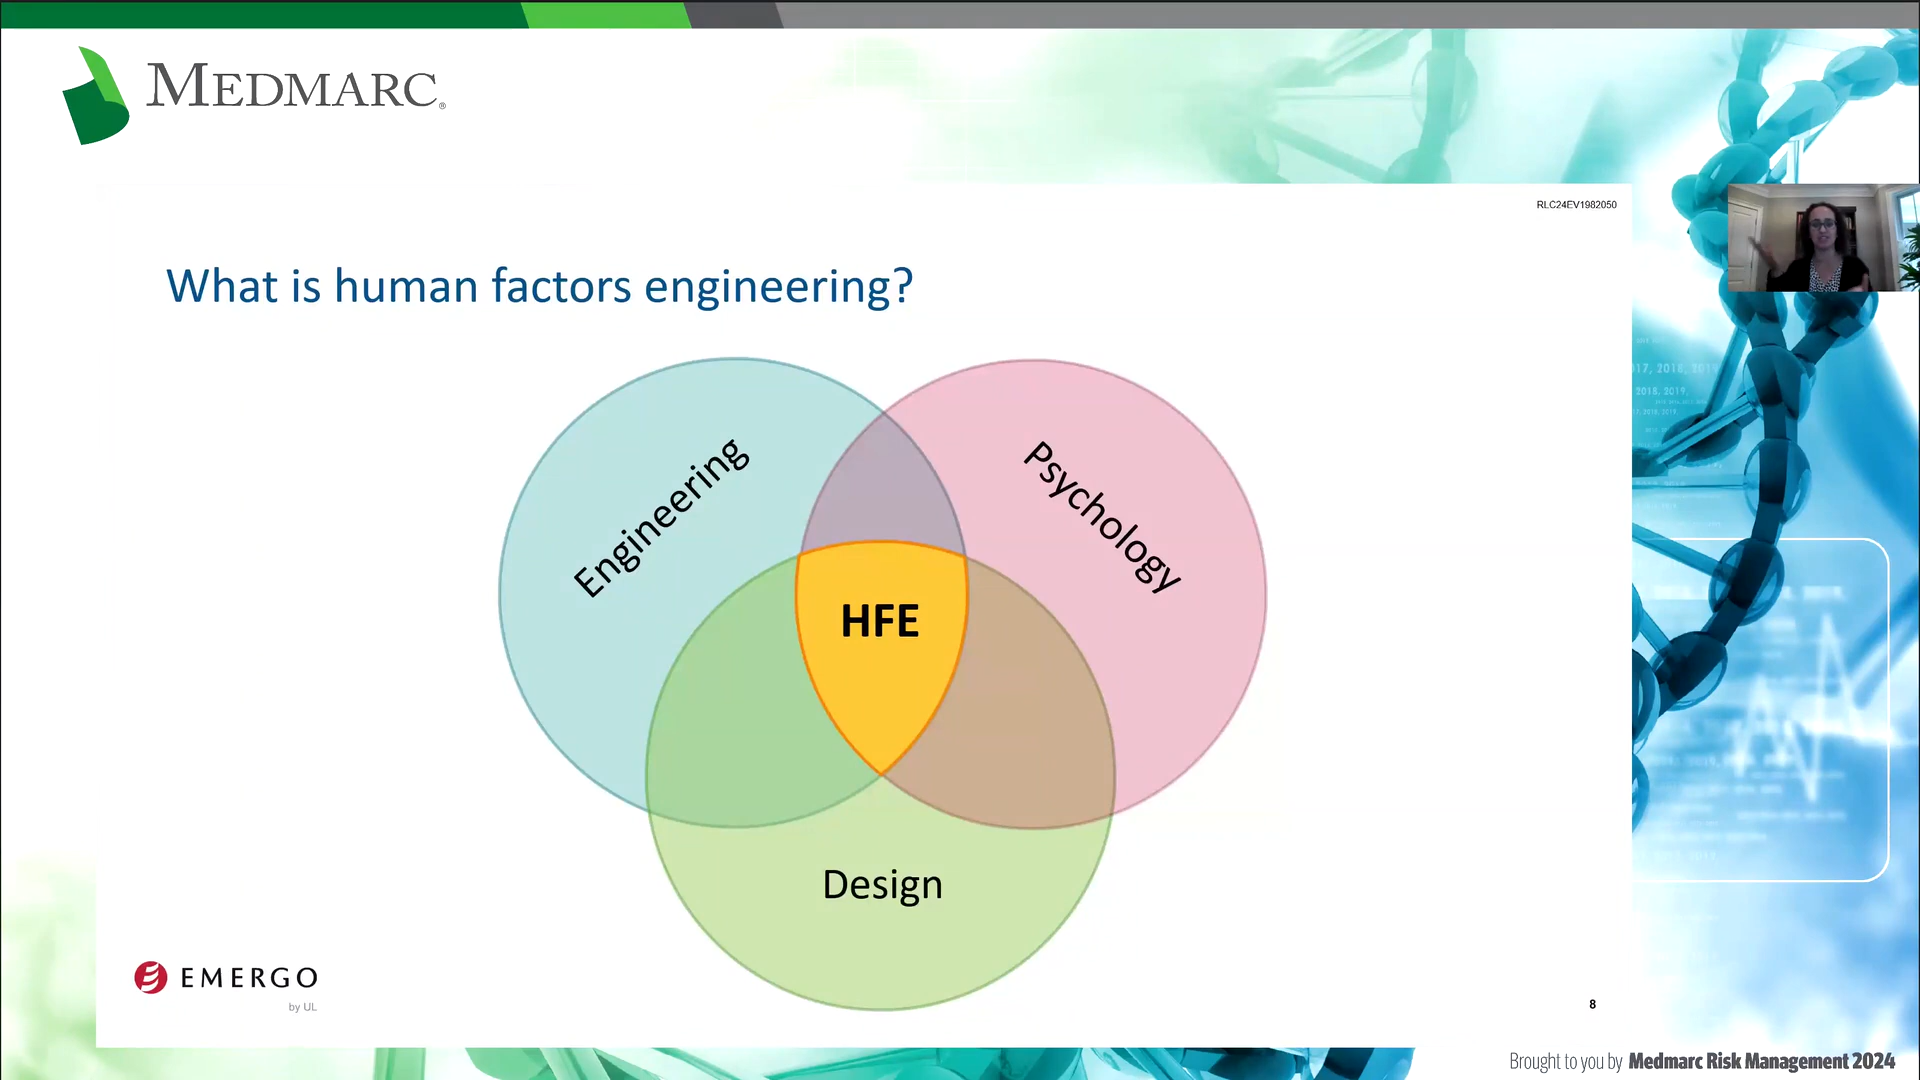 MEDMARC®
RLC24EV1982050
What is human factors engineering?
Engineering
Psychology
HFE
Design
EMERGO
by UL
8
Brought to you by Medmarc Risk Management 2024